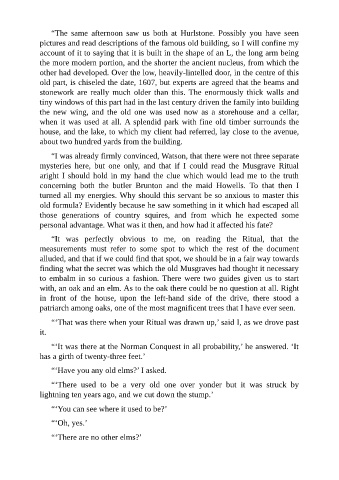 “The same afternoon saw us both at Hurlstone. Possibly you have seen
pictures and read descriptions of the famous old building, so I will confine my
account of it to saying that it is built in the shape of an L, the long arm being
the more modern portion, and the shorter the ancient nucleus, from which the
other had developed. Over the low, heavily-lintelled door, in the centre of this
old part, is chiseled the date, 1607, but experts are agreed that the beams and
stonework are really much older than this. The enormously thick walls and
tiny windows of this part had in the last century driven the family into building
the new wing, and the old one was used now as a storehouse and a cellar,
when it was used at all. A splendid park with fine old timber surrounds the
house, and the lake, to which my client had referred, lay close to the avenue,
about two hundred yards from the building.
“I was already firmly convinced, Watson, that there were not three separate
mysteries here, but one only, and that if I could read the Musgrave Ritual
aright I should hold in my hand the clue which would lead me to the truth
concerning both the butler Brunton and the maid Howells. To that then I
turned all my energies. Why should this servant be so anxious to master this
old formula? Evidently because he saw something in it which had escaped all
those generations of country squires, and from which he expected some
personal advantage. What was it then, and how had it affected his fate?
“It was perfectly obvious to me, on reading the Ritual, that the
measurements must refer to some spot to which the rest of the document
alluded, and that if we could find that spot, we should be in a fair way towards
finding what the secret was which the old Musgraves had thought it necessary
to embalm in so curious a fashion. There were two guides given us to start
with, an oak and an elm. As to the oak there could be no question at all. Right
in front of the house, upon the left-hand side of the drive, there stood a
patriarch among oaks, one of the most magnificent trees that I have ever seen.
“‘That was there when your Ritual was drawn up,’ said I, as we drove past
it.
“‘It was there at the Norman Conquest in all probability,’ he answered. ‘It
has a girth of twenty-three feet.’
“‘Have you any old elms?’ I asked.
“‘There used to be a very old one over yonder but it was struck by
lightning ten years ago, and we cut down the stump.’
“‘You can see where it used to be?’
“‘Oh, yes.’
“‘There are no other elms?’